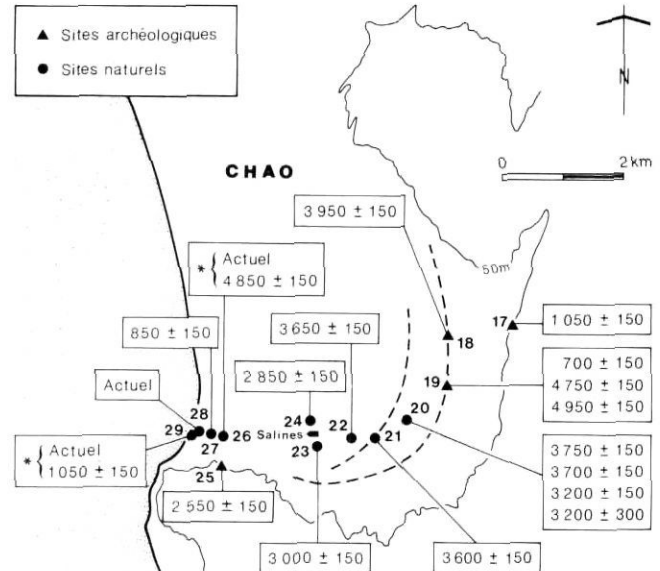 ▲ Sites archéologiques
● Sites naturels
N
0 2 km
CHAO
3 950 ± 150
50m
* { Actuel
4 850 ± 150
17
1 050 ± 150
850 ± 150
3 650 ± 150
18
2 850 ± 150
19
700 ± 150
4 750 ± 150
4 950 ± 150
Actuel
28
29
27
26
24
Salines
23
22
21
20
* { Actuel
1050 ± 150
25
3 750 ± 150
3 700 ± 150
3 200 ± 150
3 200 ± 300
2 550 ± 150
3 000 ± 150
3 600 ± 150